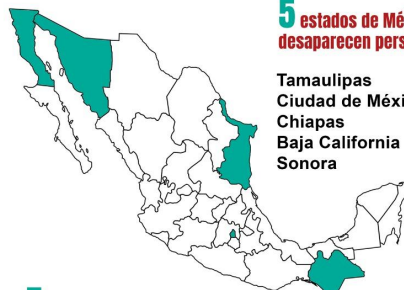 5 estados de
desaparecen
Tamaulipas
Ciudad de
Chiapas
Baja California
Sonora